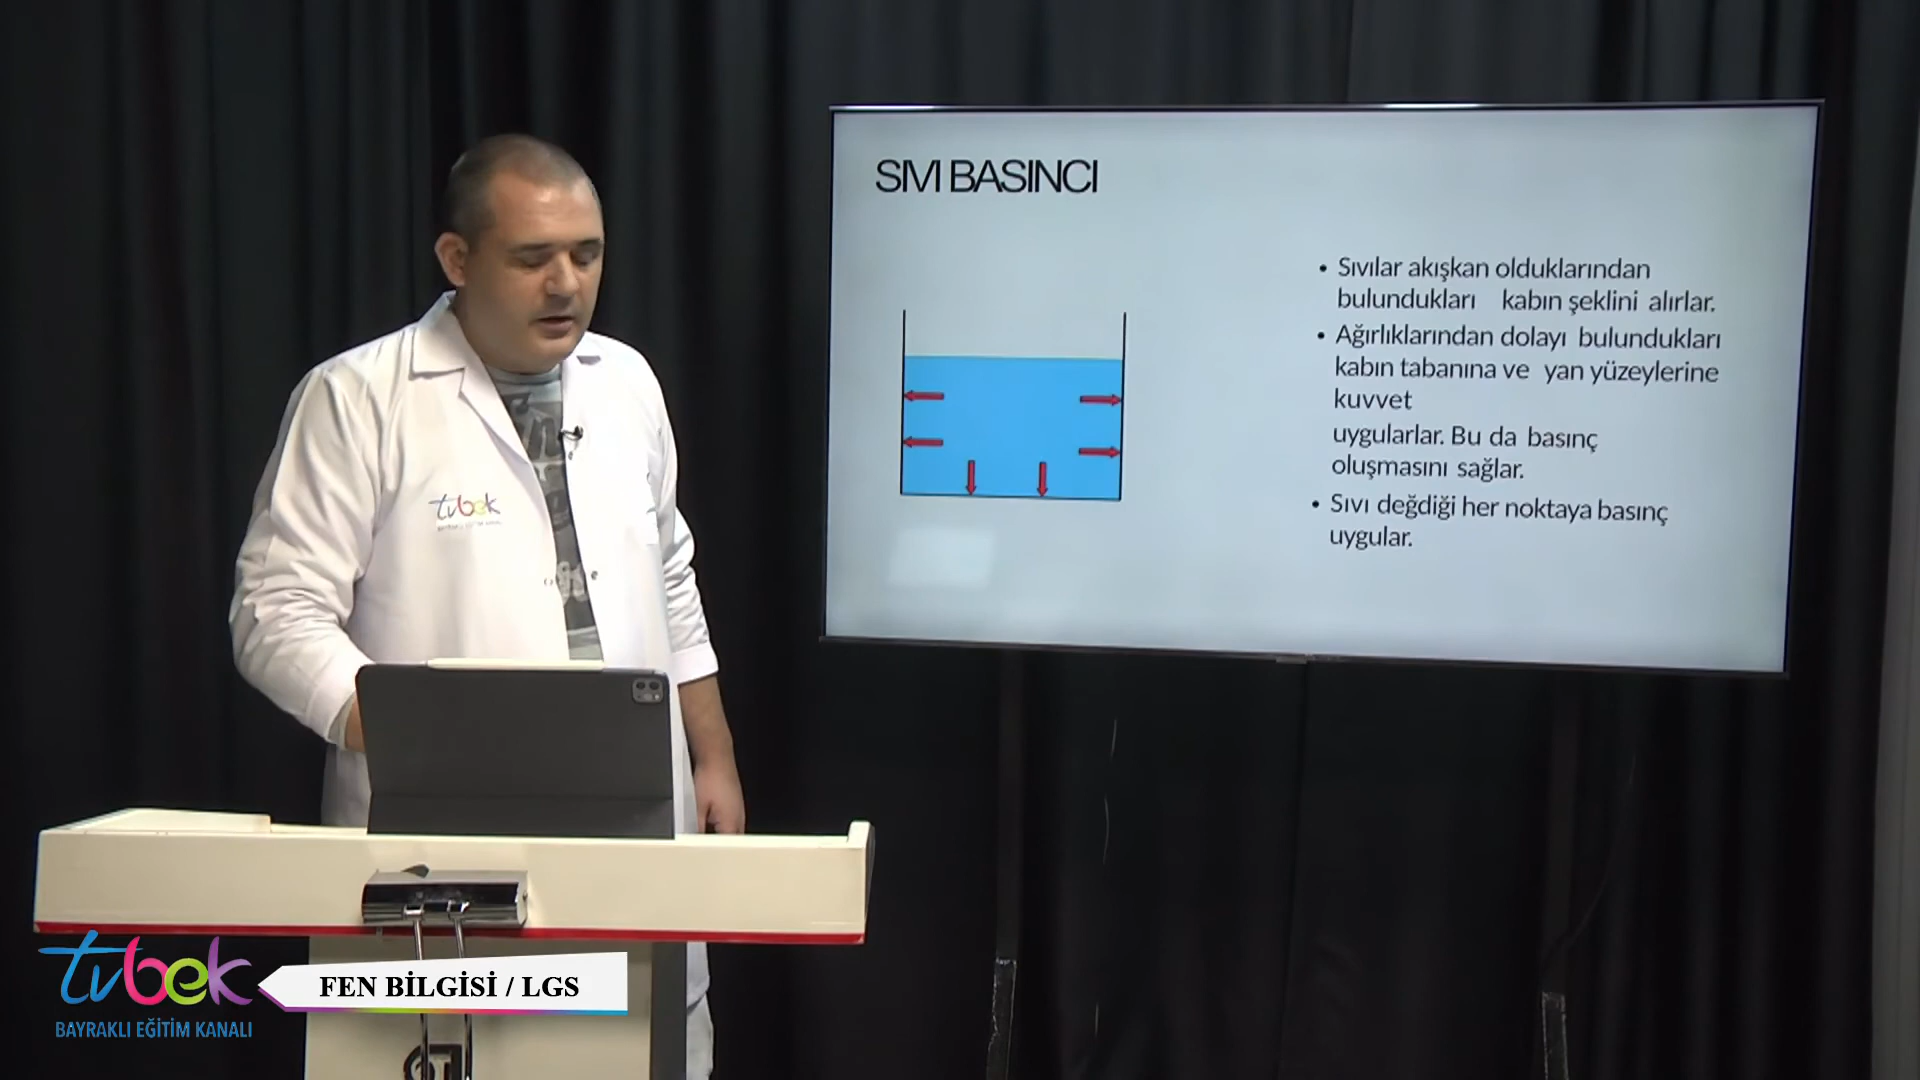 SIVI BASINCI
• Sıvılar akışkan olduklarından
bulundukları kabın şeklini alırlar.
• Ağırlıklarından dolayı bulundukları
kabın tabanına ve yan yüzeylerine
kuvvet
uygularlar. Bu da basınç
oluşmasını sağlar.
• Sıvı değdiği her noktaya basınç
uygular.
tvbek
tvbek
BAYRAKLI EĞİTİM KANALI
FEN BİLGİSİ / LGS